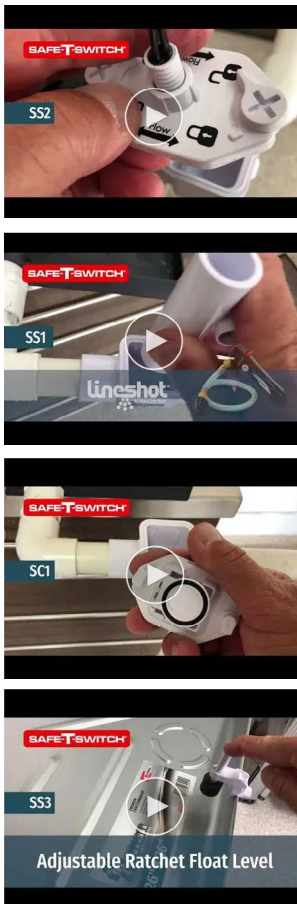 SAFE-T-SWITCH®
SS2
Flow
Flow
SAFE-T-SWITCH®
SS1
Lineshot
SAFE-T-SWITCH®
SC1
SAFE-T-SWITCH®
SS3
26"
Adjustable Ratchet Float Level